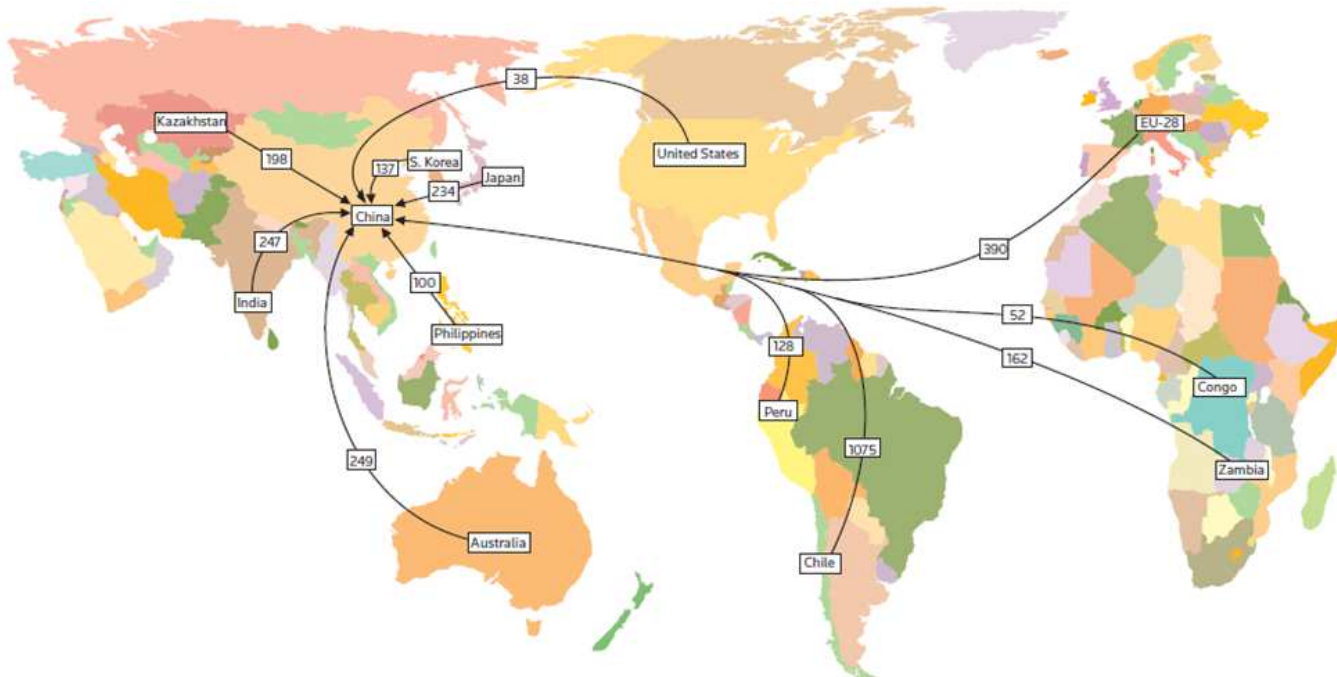 38
Kazakhstan
EU-28
198
137
S. Korea
United States
Japan
234
China
247
390
100
India
52
Philippines
128
162
Congo
Peru
249
1075
Zambia
Australia
Chile